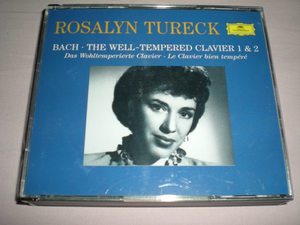 ROSALYN TURECK
BACH · THE WELL-TEMPERED CLAVIER 1 & 2
Das Wohltemperierte Clavier · Le Clavier bien tempéré